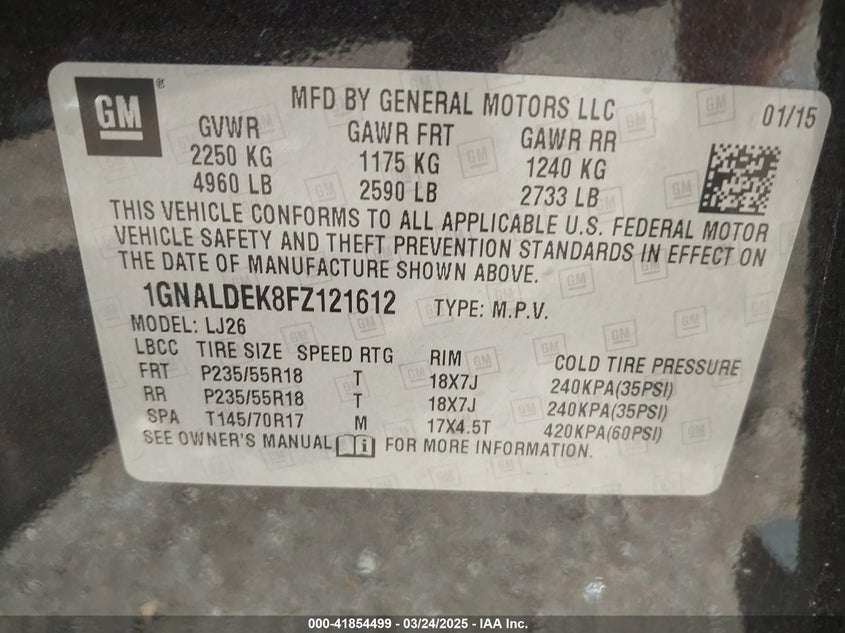 GM
MFD BY GENERAL MOTORS LLC 01/15
GVWR GAWR FRT GAWR RR
2250 KG 1175 KG 1240 KG
4960 LB 2590 LB 2733 LB
THIS VEHICLE CONFORMS TO ALL APPLICABLE U.S. FEDERAL MOTOR
VEHICLE SAFETY AND THEFT PREVENTION STANDARDS IN EFFECT ON
THE DATE OF MANUFACTURE SHOWN ABOVE.
1GNALDEK8FZ121612 TYPE: M.P.V.
MODEL: LJ26
LBCC TIRE SIZE SPEED RTG RIM COLD TIRE PRESSURE
FRT P235/55R18 T 18X7J 240KPA(35PSI)
RR P235/55R18 T 18X7J 240KPA(35PSI)
SPA T145/70R17 M 17X4.5T 420KPA(60PSI)
SEE OWNER'S MANUAL FOR MORE INFORMATION.
000-41854499 - 03/24/2025 - IAA Inc.